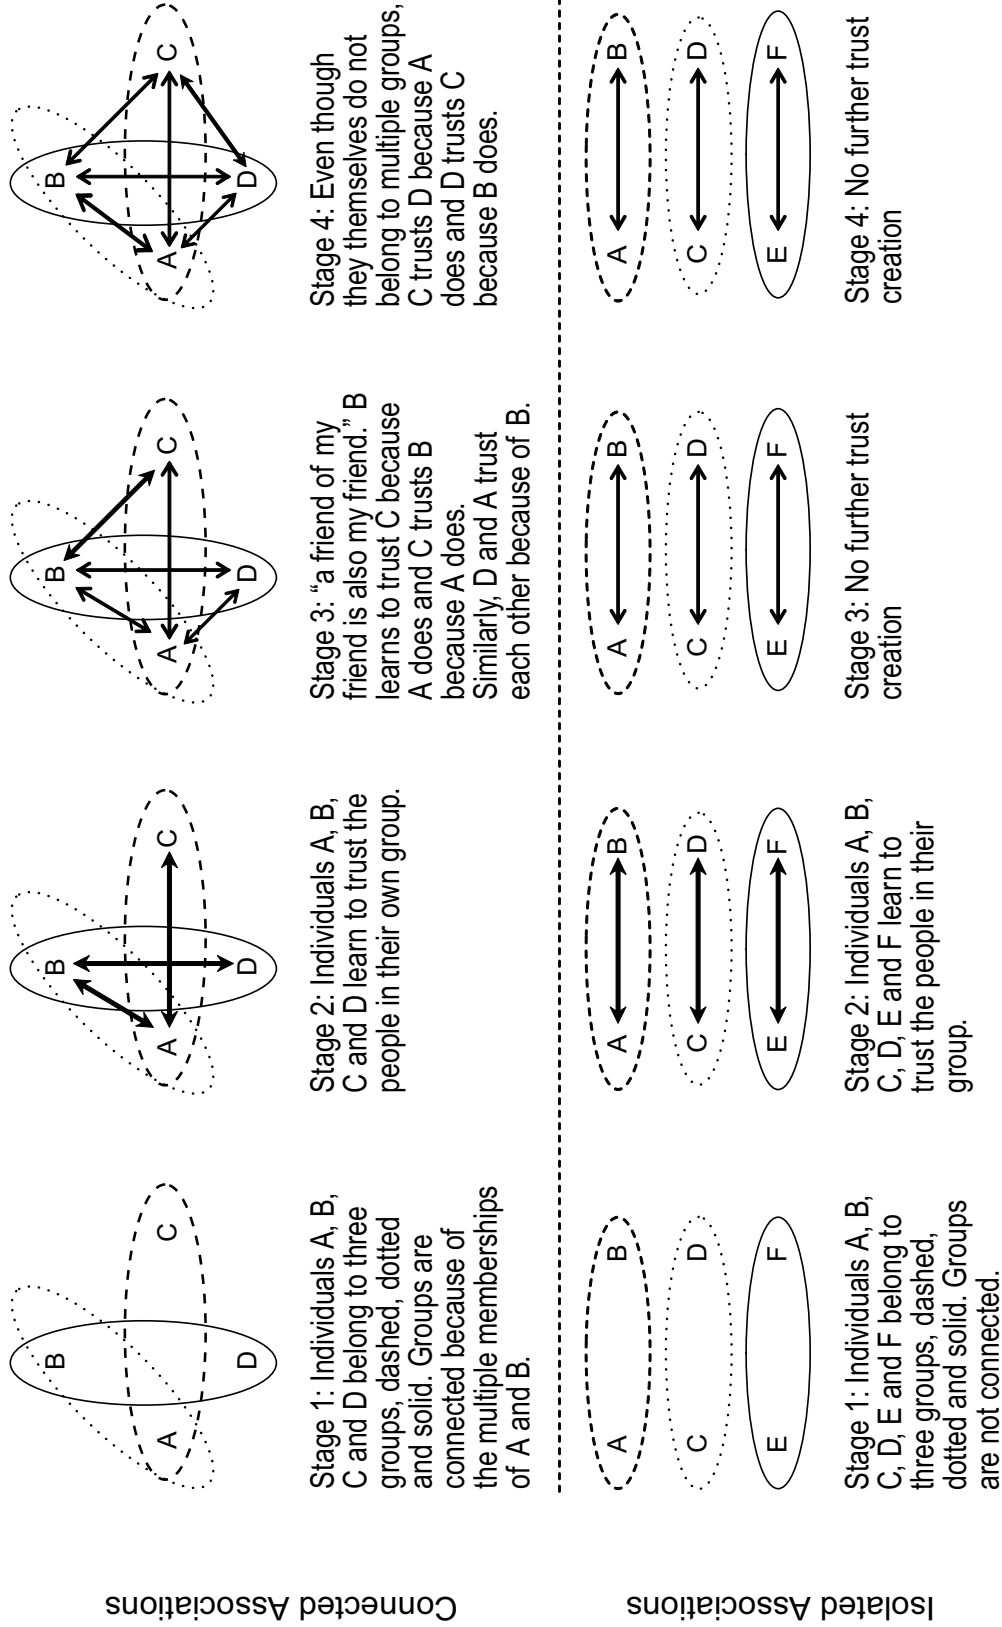 Connected Associations
B
A
C
D
Stage 1: Individuals A, B,
C and D belong to three
groups, dashed, dotted
and solid. Groups are
connected because of
the multiple memberships
of A and B.
B
A
C
D
Stage 2: Individuals A, B,
C and D learn to trust the
people in their own group.
B
A
C
D
Stage 3: “a friend of my
friend is also my friend.” B
learns to trust C because
A does and C trusts B
because A does.
Similarly, D and A trust
each other because of B.
B
A
C
D
Stage 4: Even though
they themselves do not
belong to multiple groups,
C trusts D because A
does and D trusts C
because B does.
Isolated Associations
A B
C D
E F
Stage 1: Individuals A, B,
C, D, E and F belong to
three groups, dashed,
dotted and solid. Groups
are not connected.
A B
C D
E F
Stage 2: Individuals A, B,
C, D, E and F learn to
trust the people in their
group.
A B
C D
E F
Stage 3: No further trust
creation
A B
C D
E F
Stage 4: No further trust
creation